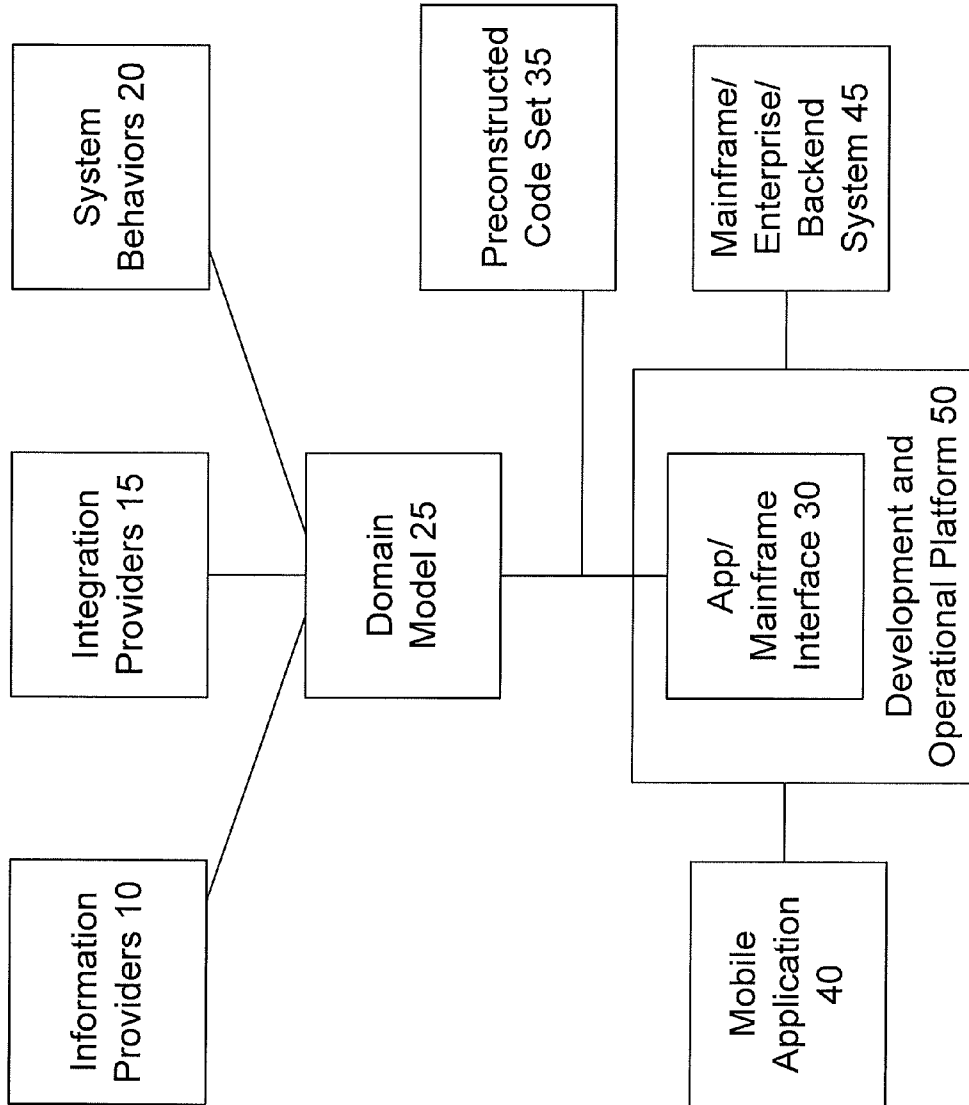 Information
Providers 10
Integration
Providers 15
System
Behaviors 20
Domain
Model 25
Preconstructed
Code Set 35
Mobile
Application
40
App/
Mainframe
Interface 30
Development and
Operational Platform 50
Mainframe/
Enterprise/
Backend
System 45